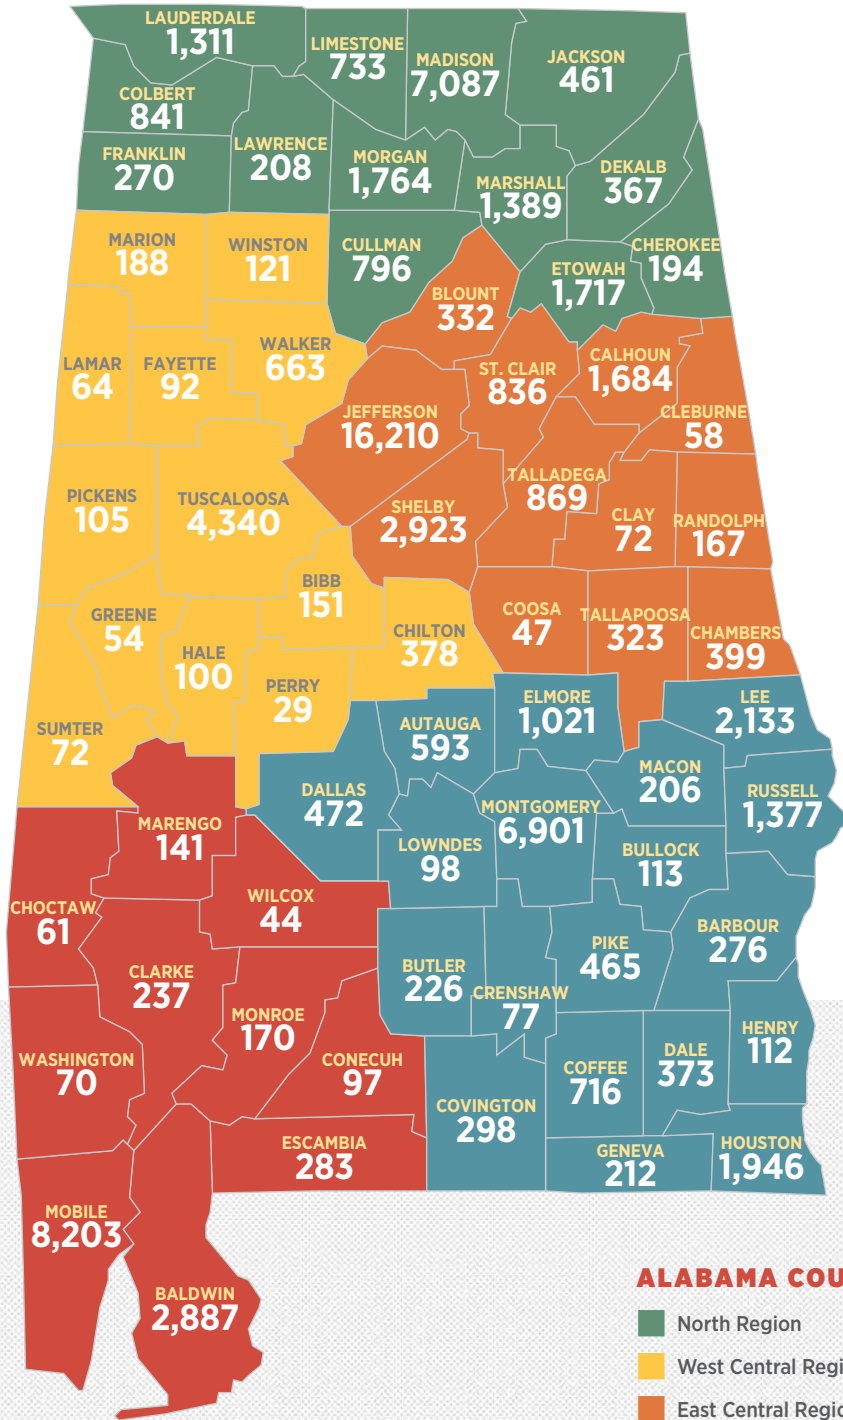 LAUDERDALE
1,311
LIMESTONE
733
MADISON
7,087
JACKSON
461
COLBERT
841
LAWRENCE
208
FRANKLIN
270
MORGAN
1,764
MARSHALL
1,389
DEKALB
367
CULLMAN
796
ETOWAH
1,717
CHEROKEE
194
MARION
188
WINSTON
121
BLOUNT
332
WALKER
663
LAMAR
64
FAYETTE
92
ST. CLAIR
836
CALHOUN
1,684
CLEBURNE
58
JEFFERSON
16,210
PICKENS
105
TUSCALOOSA
4,340
SHELBY
2,923
TALLADEGA
869
CLAY
72
RANDOLPH
167
BIBB
151
GREENE
54
HALE
100
CHILTON
378
COOSA
47
TALLAPOOSA
323
CHAMBERS
399
PERRY
29
SUMTER
72
AUTAUGA
593
ELMORE
1,021
LEE
2,133
DALLAS
472
MONTGOMERY
6,901
MACON
206
RUSSELL
1,377
MARENGO
141
LOWNDES
98
BULLOCK
113
CHOCTAW
61
WILCOX
44
BARBOUR
276
CLARKE
237
BUTLER
226
CRENSHAW
77
PIKE
465
MONROE
170
HENRY
112
WASHINGTON
70
CONECUH
97
COFFEE
716
DALE
373
COVINGTON
298
ESCAMBIA
283
GENEVA
212
HOUSTON
1,946
MOBILE
8,203
BALDWIN
2,887
ALABAMA COU
North Region
West Central Regi
East Central Regio